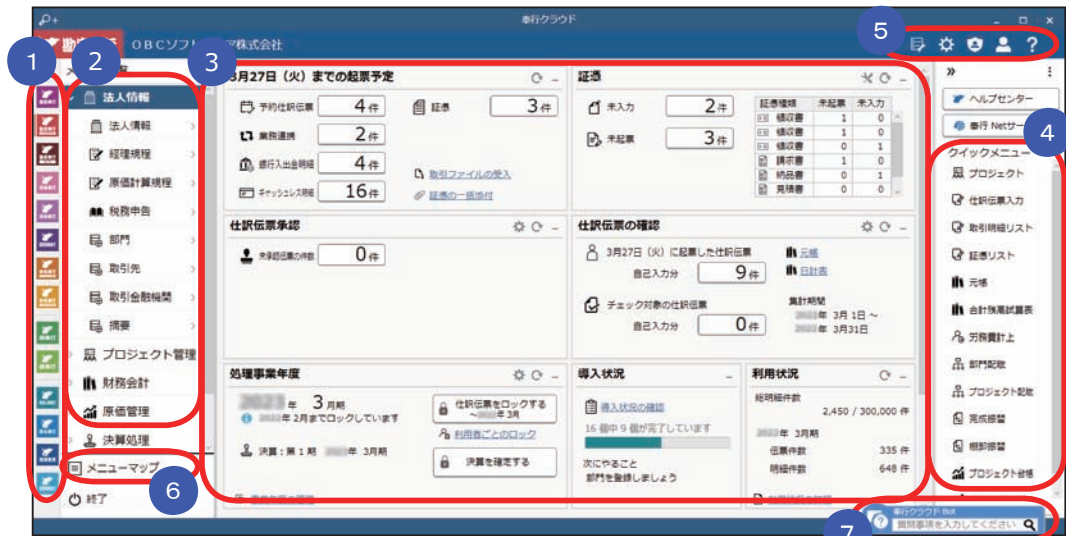 奉行クラウド
勘
OBCソフ
ア株式会社
5
1
2
3
法人情報
法人情報
経理規程
原価計算規程
税務申告
部門
取引先
取引金融機関
摘要
プロジェクト管理
財務会計
原価管理
決算処理
メニューマップ
6
終了
3月27日（火）までの起票予定
予約仕訳伝票 4件
証憑 3件
業務連携 2件
銀行入出金明細 4件
取引ファイルの受入
キャッシュレス明細 16件
証憑の一括添付
証憑
未入力 2件
未起票 3件
証憑種類 未起票 未入力
領収書 1 0
領収書 1 0
領収書 0 1
請求書 1 0
納品書 0 1
見積書 0 0
仕訳伝票承認
未承認伝票の件数 0件
仕訳伝票の確認
3月27日（火）に起票した仕訳伝票
自己入力分 9件
元帳
日計表
チェック対象の仕訳伝票
自己入力分 0件
集計期間
年 3月 1日 ～
年 3月31日
処理事業年度
年 3月期
年 2月までロックしています
決算：第 1 期 年 3月期
仕訳伝票をロックする
～ 年 3月
利用者ごとのロック
決算を確定する
導入状況
導入状況の確認
16 個中 9 個が完了しています
次にやること
部門を登録しましょう
利用状況
総明細件数
2,450 / 300,000 件
年 3月期
伝票件数 335 件
明細件数 648 件
»
ヘルプセンター
奉行 Netサー
4
クイックメニュー
プロジェクト
仕訳伝票入力
取引明細リスト
証憑リスト
元帳
合計残高試算表
労務費計上
部門配賦
プロジェクト配賦
完成振替
棚卸振替
プロジェクト台帳
7
奉行クラウド Bot
質問事項を入力してください